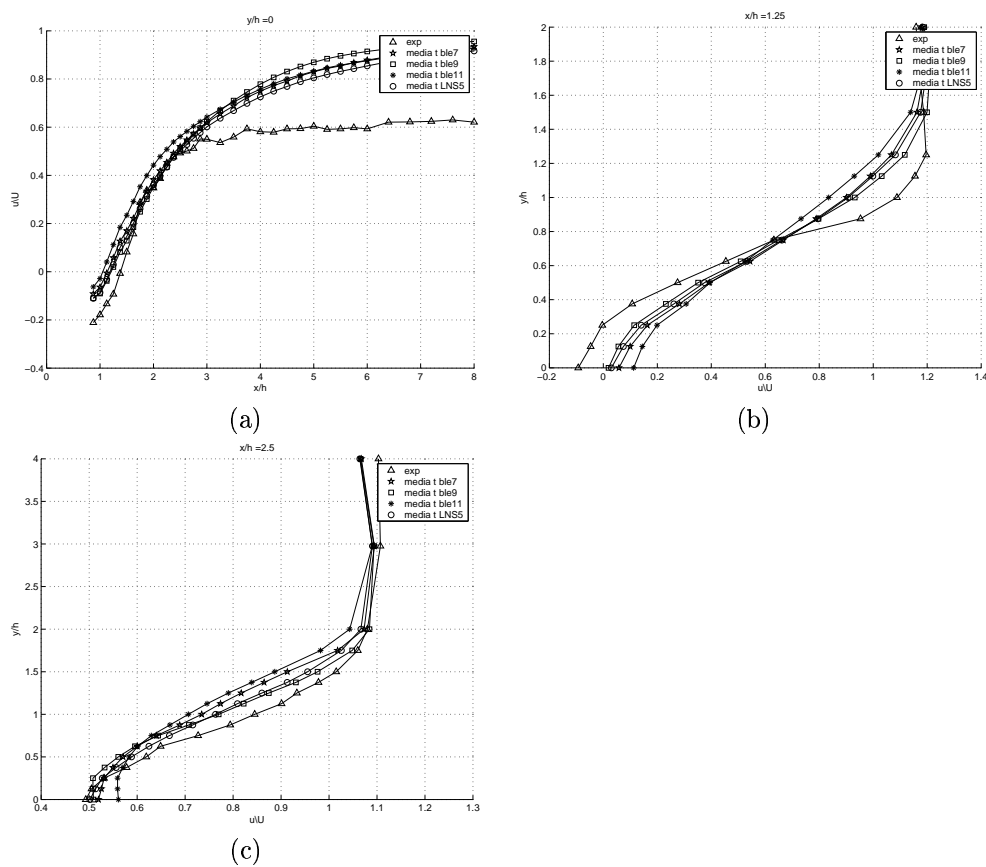 y/h =0
1
0.8
0.6
0.4
0.2
0
−0.2
−0.4
u\U
0
1
2
3
4
5
6
7
8
x/h
exp
media t ble7
media t ble9
media t ble11
media t LNS5
(a)
x/h =1.25
2
1.8
1.6
1.4
1.2
1
0.8
0.6
0.4
0.2
0
y/h
−0.2
0
0.2
0.4
0.6
0.8
1
1.2
1.4
u\U
exp
media t ble7
media t ble9
media t ble11
media t LNS5
(b)
x/h =2.5
4
3.5
3
2.5
2
1.5
1
0.5
0
y/h
0.4
0.5
0.6
0.7
0.8
0.9
1
1.1
1.2
1.3
u\U
exp
media t ble7
media t ble9
media t ble11
media t LNS5
(c)